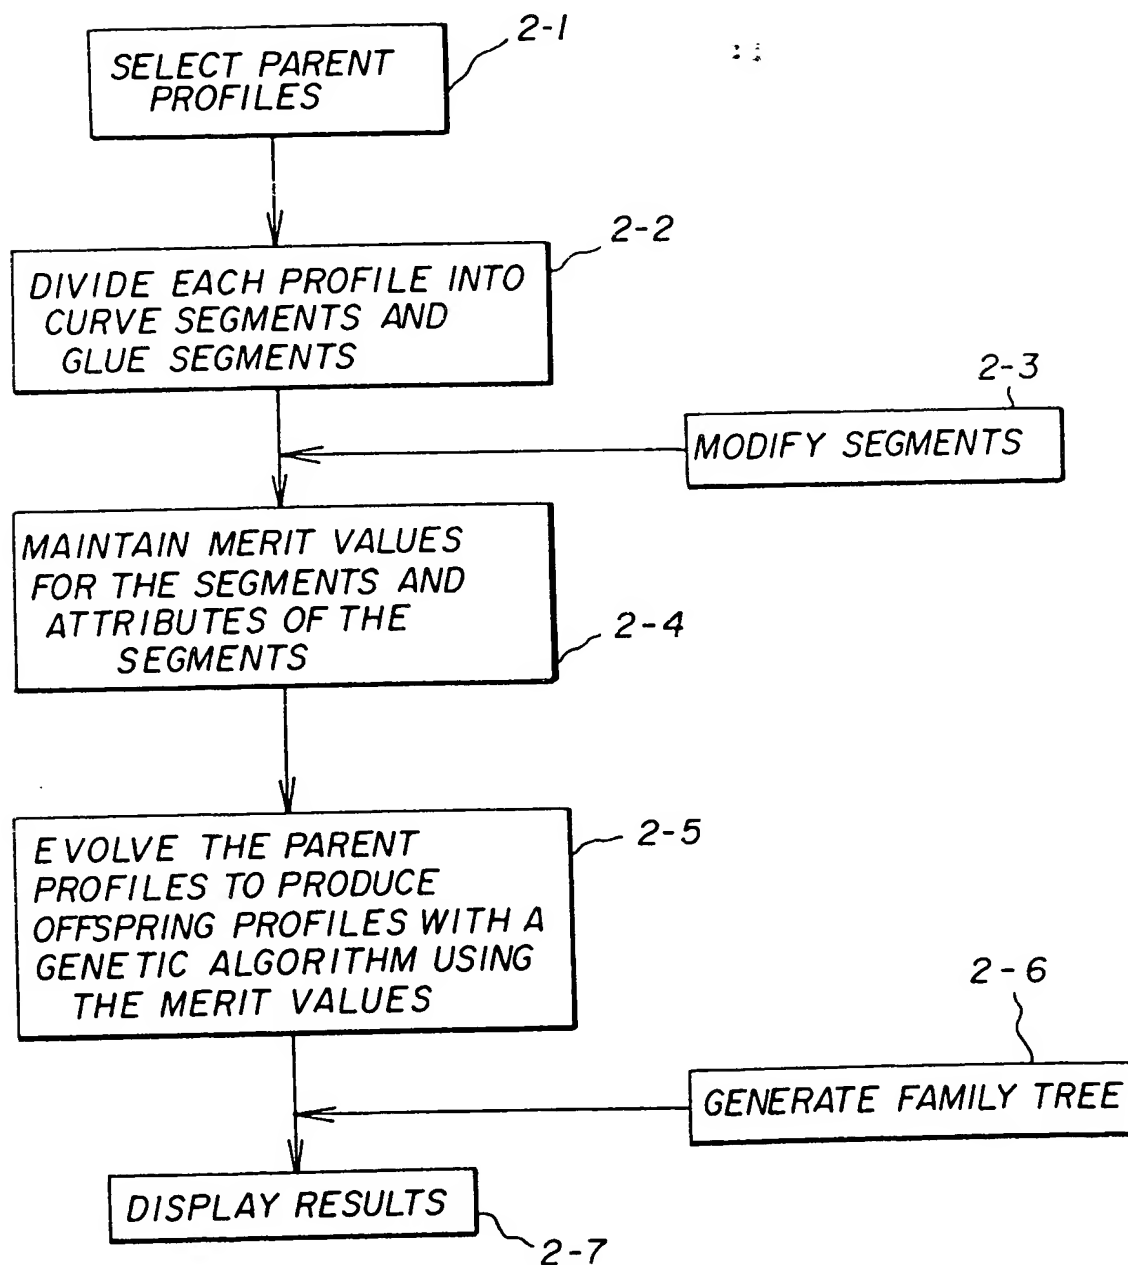 2-1
SELECT PARENT
PROFILES
2-2
DIVIDE EACH PROFILE INTO
CURVE SEGMENTS AND
GLUE SEGMENTS
2-3
MODIFY SEGMENTS
MAINTAIN MERIT VALUES
FOR THE SEGMENTS AND
ATTRIBUTES OF THE
SEGMENTS
2-4
EVOLVE THE PARENT
PROFILES TO PRODUCE
OFFSPRING PROFILES WITH A
GENETIC ALGORITHM USING
THE MERIT VALUES
2-5
2-6
GENERATE FAMILY TREE
DISPLAY RESULTS
2-7